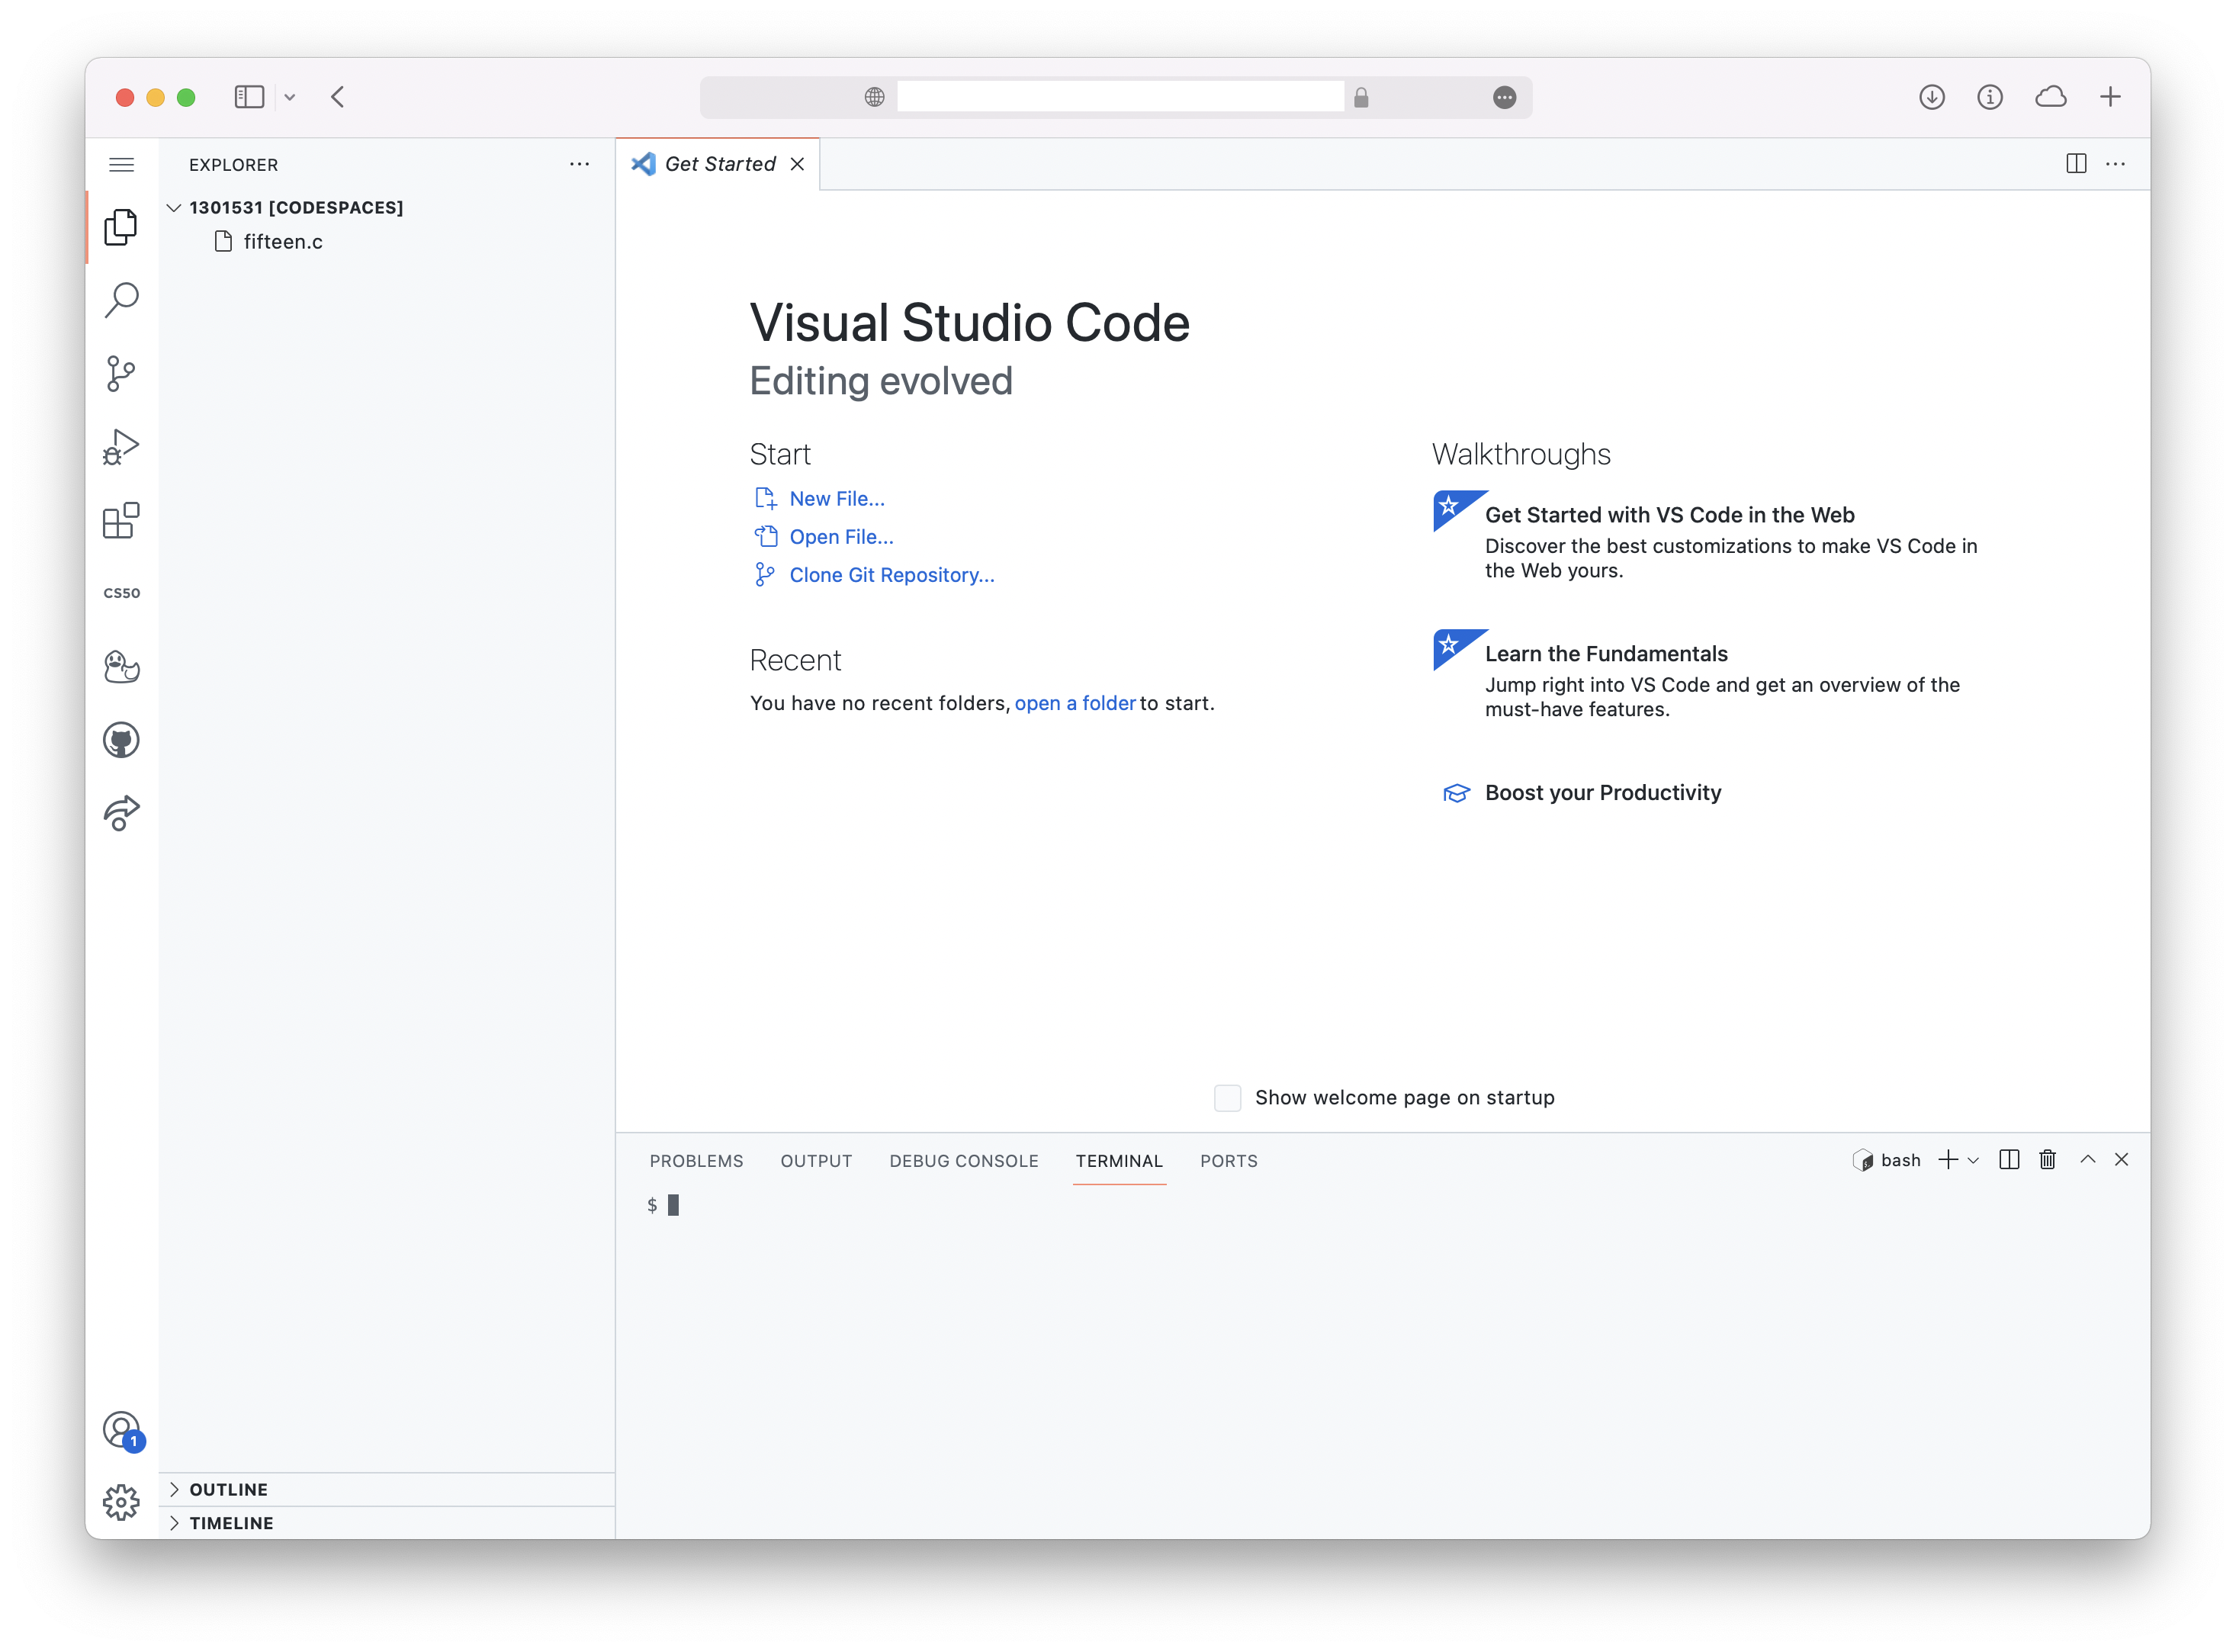 EXPLORER
1301531 [CODESPACES]
fifteen.c
CS50
1
OUTLINE
TIMELINE
Get Started
Visual Studio Code
Editing evolved
Start
New File...
Open File...
Clone Git Repository...
Recent
You have no recent folders, open a folder to start.
Walkthroughs
Get Started with VS Code in the Web
Discover the best customizations to make VS Code in
the Web yours.
Learn the Fundamentals
Jump right into VS Code and get an overview of the
must-have features.
Boost your Productivity
Show welcome page on startup
PROBLEMS OUTPUT DEBUG CONSOLE TERMINAL PORTS bash
$